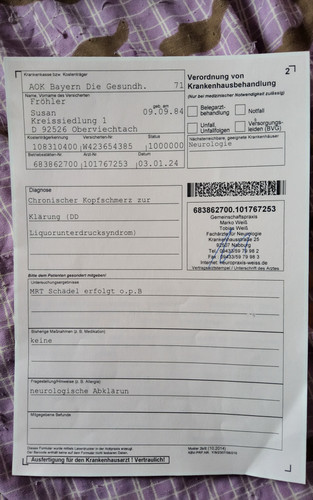 Krankenkasse bzw. Kostenträger
AOK Bayern Die Gesundh. 71
Name, Vorname des Versicherten
Fröhler
geb. am
Susan 09.09.84
Kreissiedlung 1
D 92526 Oberviechtach
Kostenträgerkennung Versicherten-Nr. Status
108310400 W423654385 1000000
Betriebsstätten-Nr. Arzt-Nr. Datum
683862700 101767253 03.01.24
Verordnung von 2
Krankenhausbehandlung
(Nur bei medizinischer Notwendigkeit zulässig)
Belegarzt-
behandlung
Notfall
Unfall,
Unfallfolgen
Versorgungs-
leiden (BVG)
Nächsterreichbare, geeignete Krankenhäuser
Neurologie
Diagnose
Chronischer Kopfschmerz zur
Klärung (DD
Liquorunterdrucksyndrom)
683862700.101767253
Gemeinschaftspraxis
Marko Weiß
Tobias Weiß
Fachärzte für Neurologie
Krankenhausstraße 25
92507 Nabburg
Tel.: 09433/59 79 98 2
Fax : 09433/59 79 98 3
Internet: neuropraxis-weiss.de
Vertragsarztstempel / Unterschrift des Arztes
Bitte dem Patienten gesondert mitgeben!
Untersuchungsergebnisse
MRT Schädel erfolgt o.p.B
Bisherige Maßnahmen (z. B. Medikation)
keine
Fragestellung/Hinweise (z. B. Allergie)
neurologische Abklärun
Mitgegebene Befunde
Ausfertigung für den Krankenhausarzt ! Vertraulich!
Muster 2b/E (10.2014)